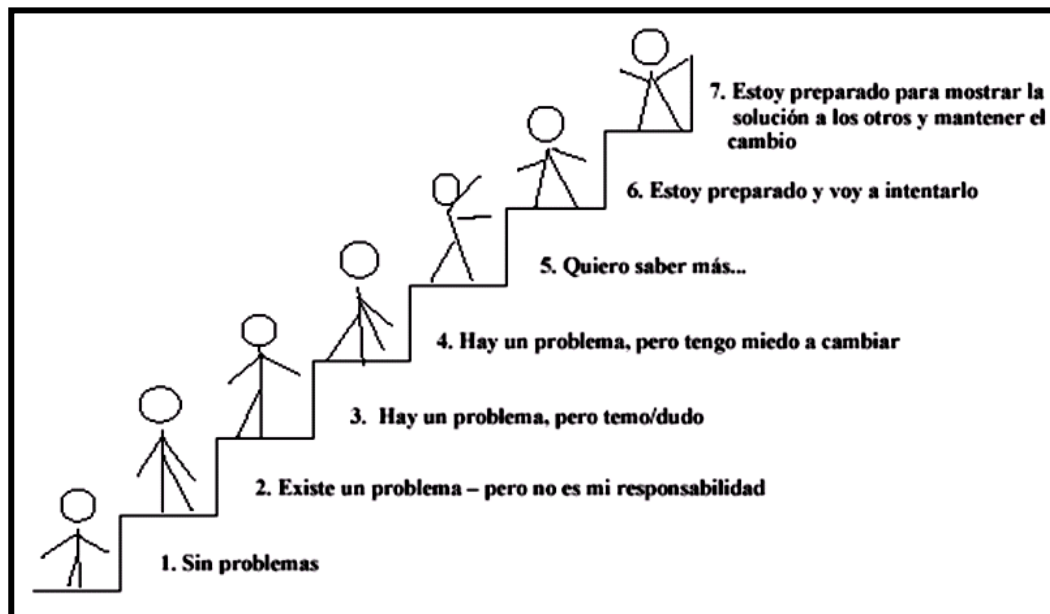 7. Estoy preparado para mostrar la
solución a los otros y mantener el
cambio
6. Estoy preparado y voy a intentarlo
5. Quiero saber más...
4. Hay un problema, pero tengo miedo a cambiar
3. Hay un problema, pero temo/dudo
2. Existe un problema – pero no es mi responsabilidad
1. Sin problemas